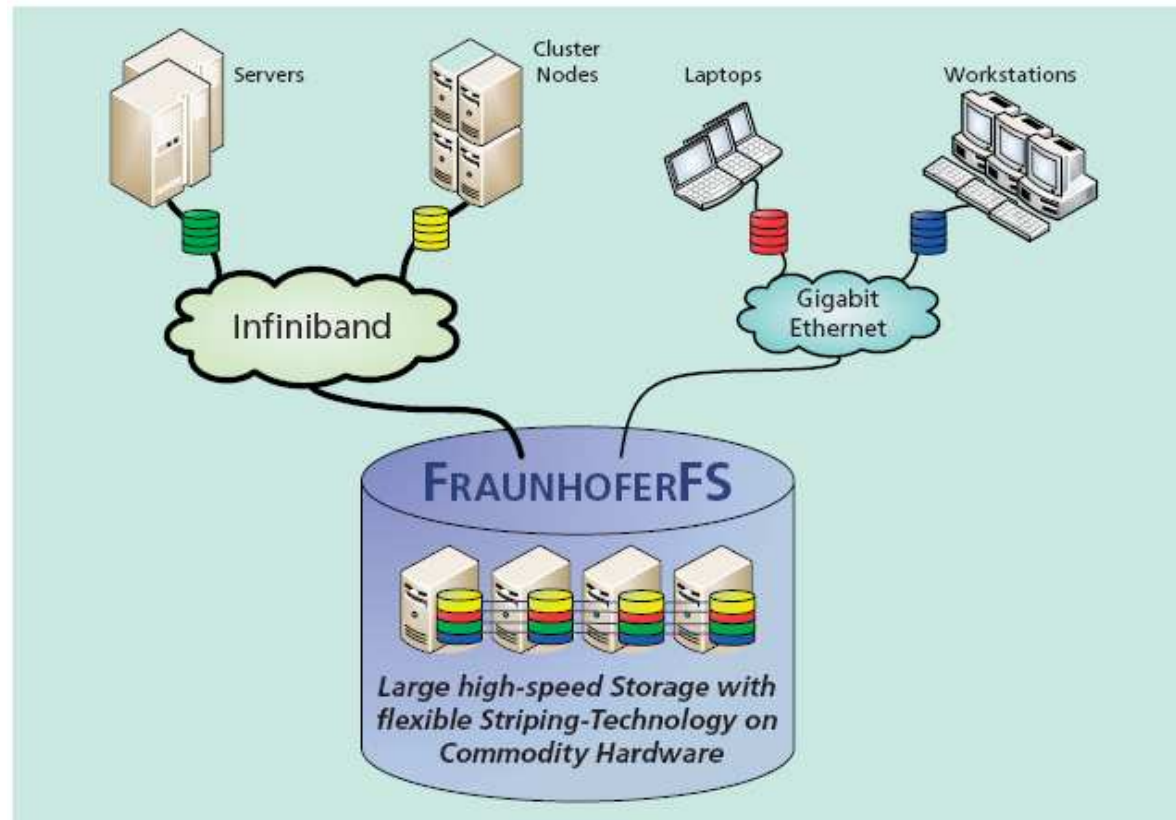 Servers
Cluster
Nodes
Laptops
Workstations
Infiniband
Gigabit
Ethernet
FRAUNHOFERFS
Large high-speed Storage with
flexible Striping-Technology on
Commodity Hardware